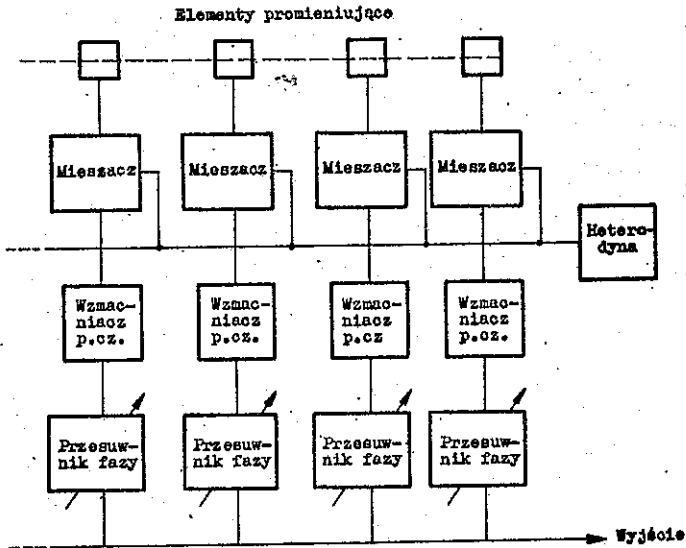 Elementy promieniujące
Mieszacz
Mieszacz
Mieszacz
Mieszacz
Hetero-
dyna
Wzmac-
niacz
p.cz.
Wzmac-
niacz
p.cz.
Wzmac-
niacz
p.cz
Wzmac-
niacz
p.cz.
Przesuw-
nik fazy
Przesuw-
nik fazy
Przesuw-
nik fazy
Przesuw-
nik fazy
Wyjście